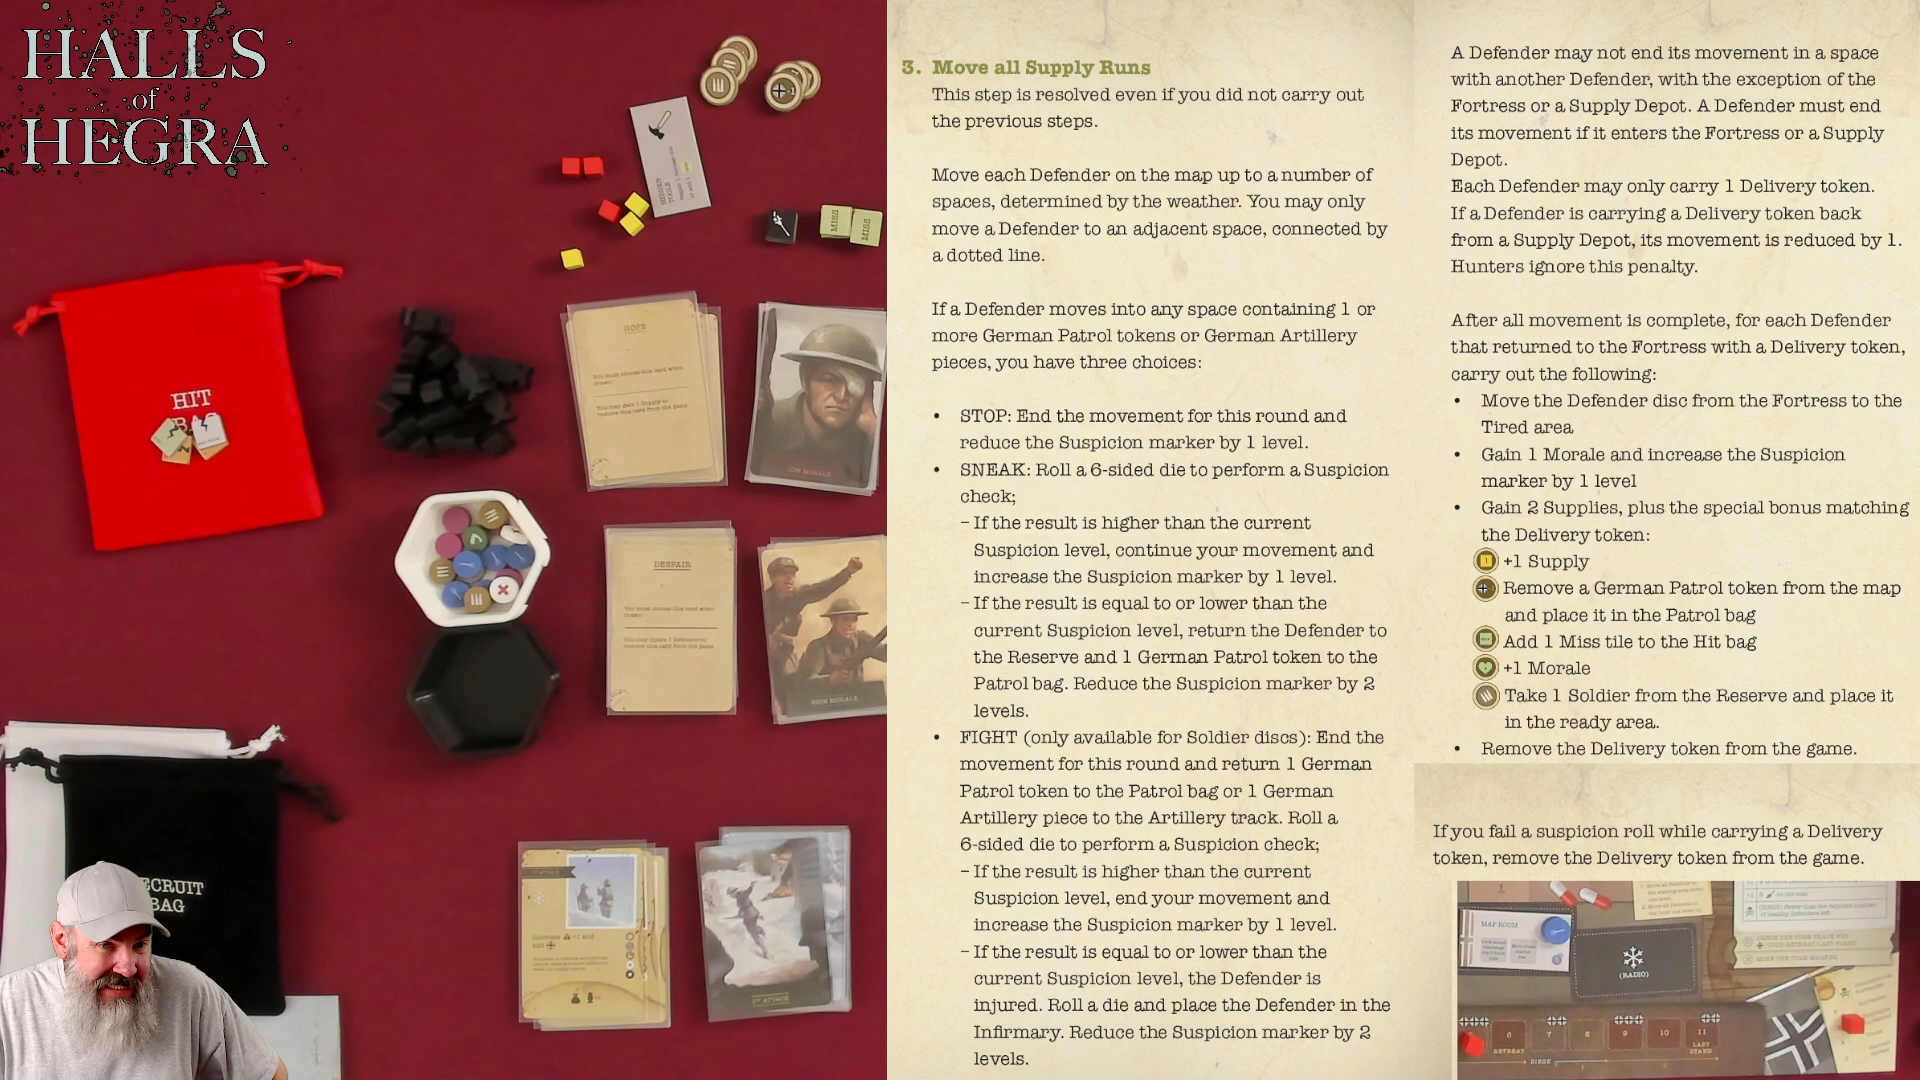 HALLS
of
HEGRA
HIT
RECRUIT
BAG
MISS
MISS
HOPE
LOW MORALE
DESPAIR
HIGH MORALE
2ND ATTACK
3. Move all Supply Runs
This step is resolved even if you did not carry out
the previous steps.
Move each Defender on the map up to a number of
spaces, determined by the weather. You may only
move a Defender to an adjacent space, connected by
a dotted line.
If a Defender moves into any space containing 1 or
more German Patrol tokens or German Artillery
pieces, you have three choices:
• STOP: End the movement for this round and
reduce the Suspicion marker by 1 level.
• SNEAK: Roll a 6-sided die to perform a Suspicion
check;
– If the result is higher than the current
Suspicion level, continue your movement and
increase the Suspicion marker by 1 level.
– If the result is equal to or lower than the
current Suspicion level, return the Defender to
the Reserve and 1 German Patrol token to the
Patrol bag. Reduce the Suspicion marker by 2
levels.
• FIGHT (only available for Soldier discs): End the
movement for this round and return 1 German
Patrol token to the Patrol bag or 1 German
Artillery piece to the Artillery track. Roll a
6-sided die to perform a Suspicion check;
– If the result is higher than the current
Suspicion level, end your movement and
increase the Suspicion marker by 1 level.
– If the result is equal to or lower than the
current Suspicion level, the Defender is
injured. Roll a die and place the Defender in the
Infirmary. Reduce the Suspicion marker by 2
levels.
A Defender may not end its movement in a space
with another Defender, with the exception of the
Fortress or a Supply Depot. A Defender must end
its movement if it enters the Fortress or a Supply
Depot.
Each Defender may only carry 1 Delivery token.
If a Defender is carrying a Delivery token back
from a Supply Depot, its movement is reduced by 1.
Hunters ignore this penalty.
After all movement is complete, for each Defender
that returned to the Fortress with a Delivery token,
carry out the following:
• Move the Defender disc from the Fortress to the
Tired area
• Gain 1 Morale and increase the Suspicion
marker by 1 level
• Gain 2 Supplies, plus the special bonus matching
the Delivery token:
+1 Supply
Remove a German Patrol token from the map
and place it in the Patrol bag
Add 1 Miss tile to the Hit bag
+1 Morale
Take 1 Soldier from the Reserve and place it
in the ready area.
• Remove the Delivery token from the game.
If you fail a suspicion roll while carrying a Delivery
token, remove the Delivery token from the game.
MAP ROOM
(RADIO)
6 7 8 9 10 11
RETREAT
LAST
STAND
SIEGE